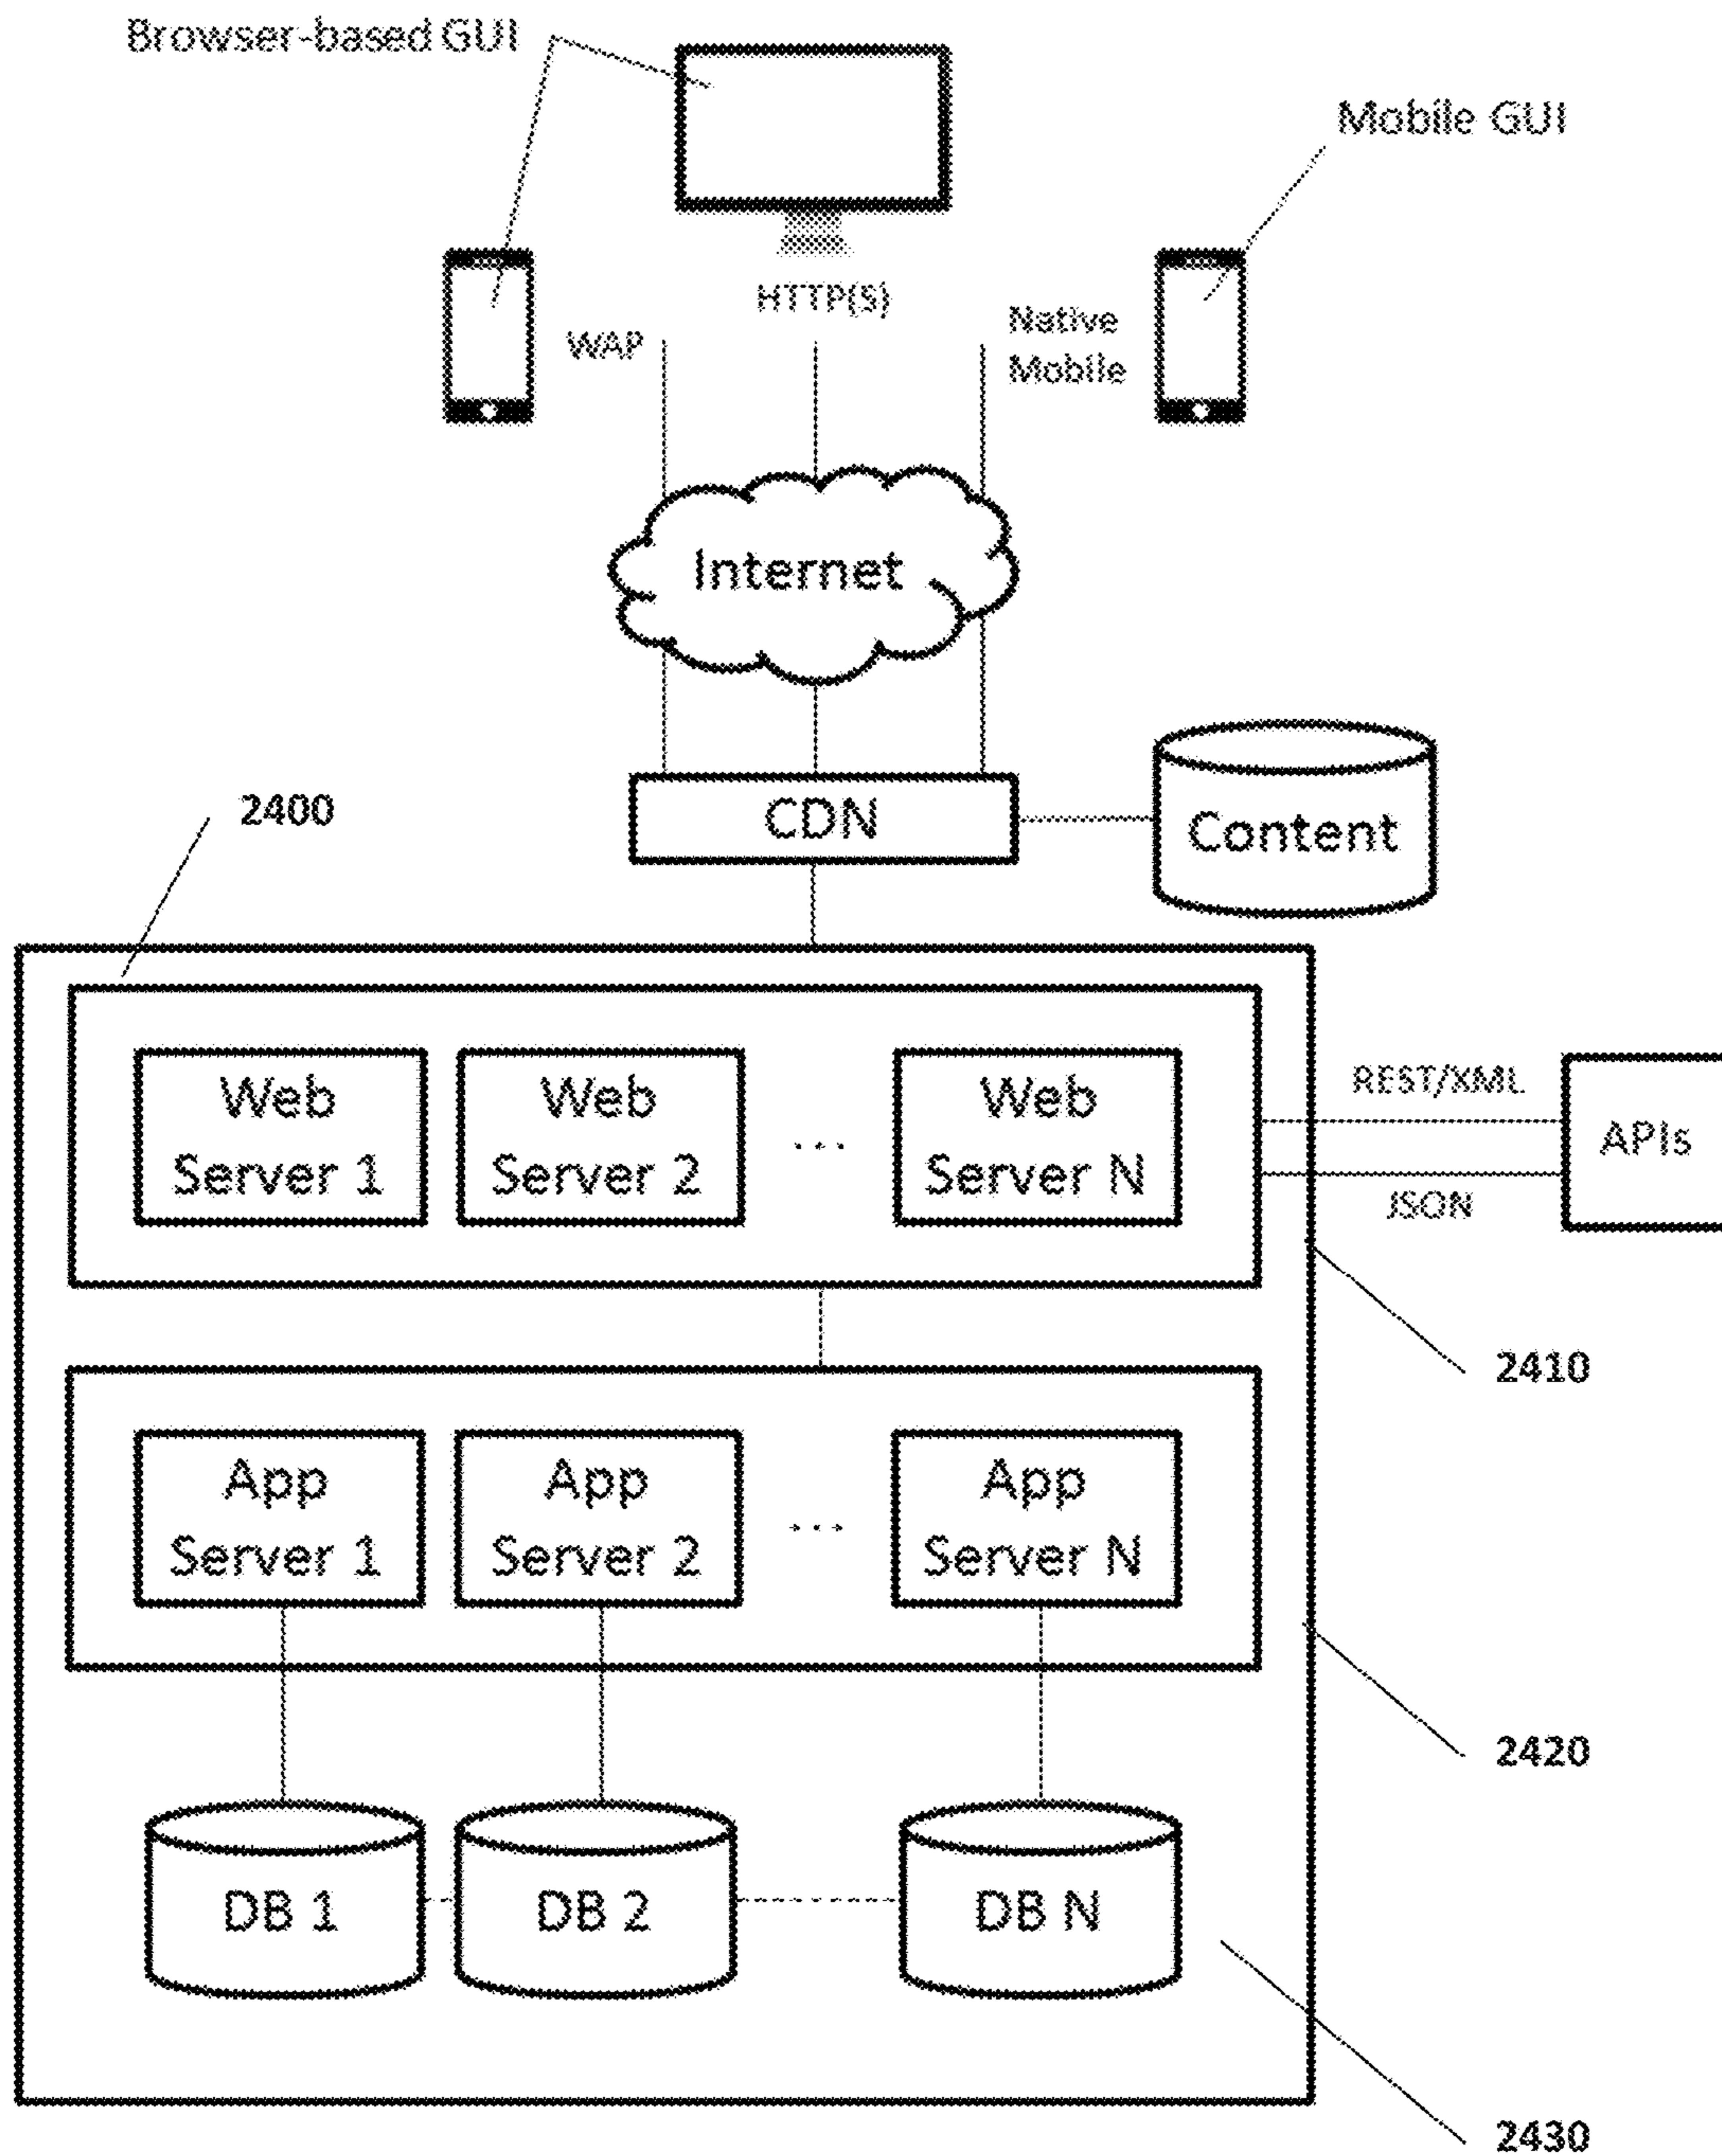 Browser-based GUI
Mobile GUI
HTTP(S)
WAP
Native
Mobile
Internet
CDN
Content
2400
Web
Server 1
Web
Server 2
...
Web
Server N
REST/XML
JSON
APIs
2410
App
Server 1
App
Server 2
...
App
Server N
2420
DB 1
DB 2
DB N
2430